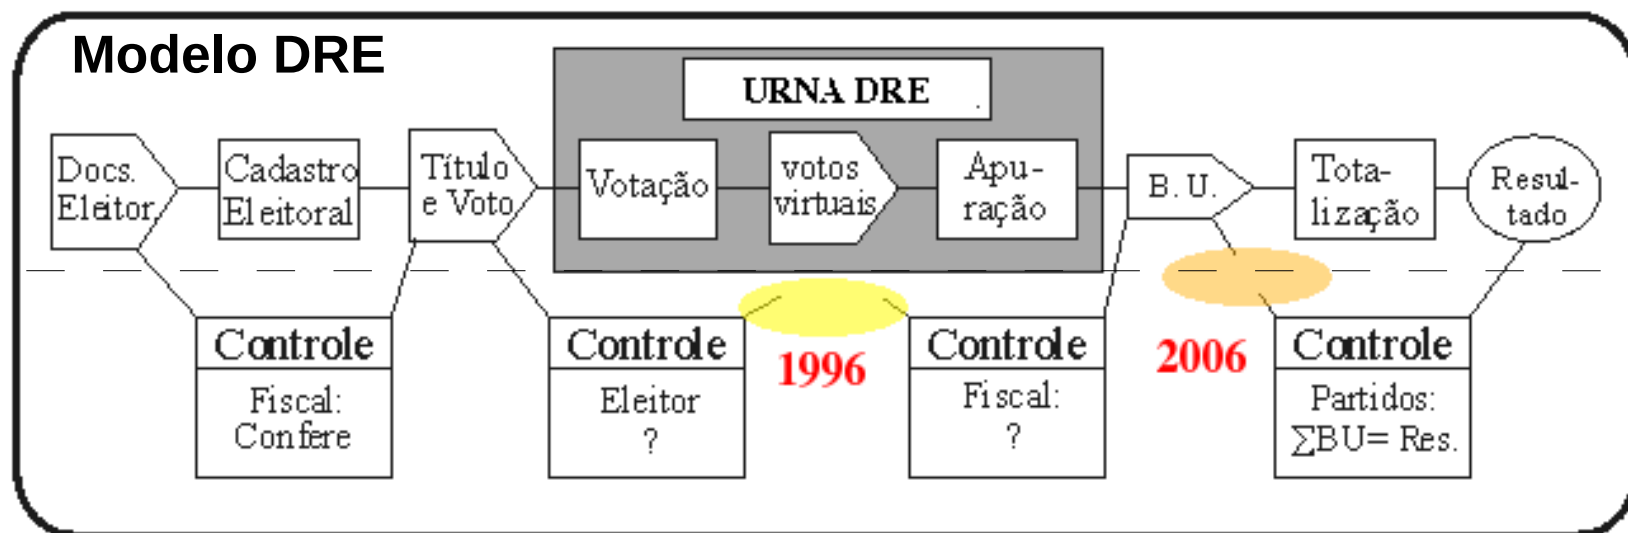 Modelo DRE
URNA DRE
Docs.
Eleitor
Cadastro
Eleitoral
Título
e Voto
Votação
votos
virtuais
Apu-
ração
B. U.
Tota-
lização
Resul-
tado
Controle
Fiscal:
Confere
Controle
Eleitor
?
1996
Controle
Fiscal:
?
2006
Controle
Partidos:
∑BU= Res.